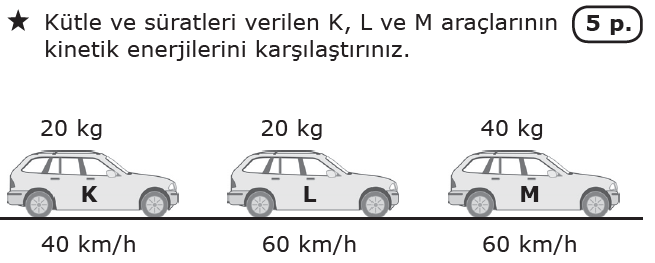 ★ Kütle ve süratleri verilen K, L ve M araçlarının 5 p.
kinetik enerjilerini karşılaştırınız.
20 kg 20 kg 40 kg
K L M
40 km/h 60 km/h 60 km/h